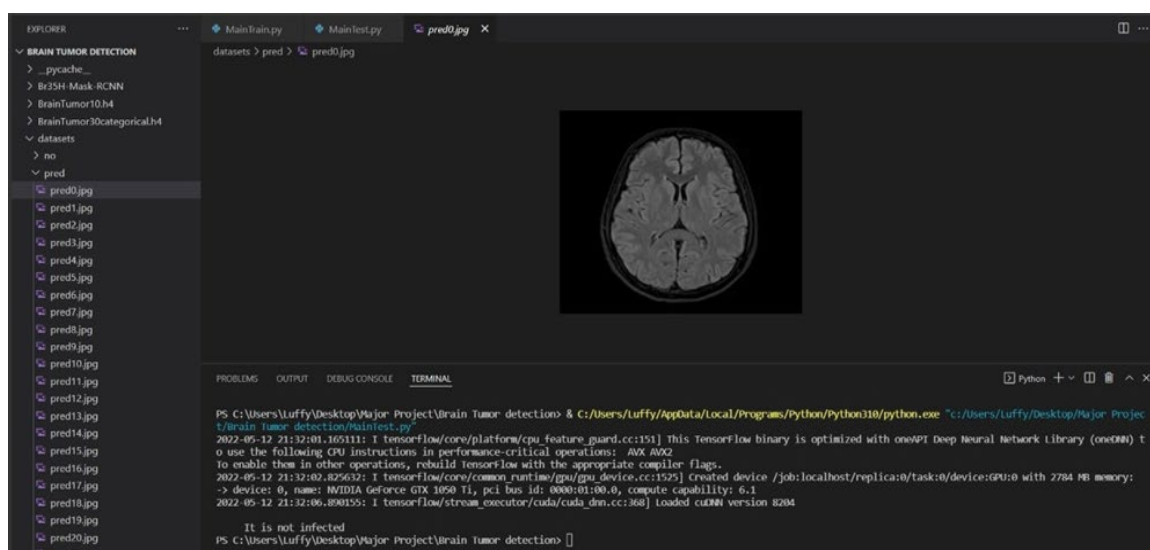 EXPLORER ···
MainTrain.py MainTest.py pred0.jpg ×
BRAIN TUMOR DETECTION
datasets > pred > pred0.jpg
__pycache__
Br35H-Mask-RCNN
BrainTumor10.h4
BrainTumor30categorical.h4
datasets
no
pred
pred0.jpg
pred1.jpg
pred2.jpg
pred3.jpg
pred4.jpg
pred5.jpg
pred6.jpg
pred7.jpg
pred8.jpg
pred9.jpg
pred10.jpg
pred11.jpg
pred12.jpg
pred13.jpg
pred14.jpg
pred15.jpg
pred16.jpg
pred17.jpg
pred18.jpg
pred19.jpg
pred20.jpg
PROBLEMS OUTPUT DEBUG CONSOLE TERMINAL
Python
PS C:\Users\Luffy\Desktop\Major Project\Brain Tumor detection> & C:/Users/Luffy/AppData/Local/Programs/Python/Python310/python.exe "c:/Users/Luffy/Desktop/Major Projec
t/Brain Tumor detection/MainTest.py"
2022-05-12 21:32:01.165111: I tensorflow/core/platform/cpu_feature_guard.cc:151] This TensorFlow binary is optimized with oneAPI Deep Neural Network Library (oneDNN) t
o use the following CPU instructions in performance-critical operations:  AVX AVX2
To enable them in other operations, rebuild TensorFlow with the appropriate compiler flags.
2022-05-12 21:32:02.825632: I tensorflow/core/common_runtime/gpu/gpu_device.cc:1525] Created device /job:localhost/replica:0/task:0/device:GPU:0 with 2784 MB memory:
-> device: 0, name: NVIDIA GeForce GTX 1050 Ti, pci bus id: 0000:01:00.0, compute capability: 6.1
2022-05-12 21:32:06.890155: I tensorflow/stream_executor/cuda/cuda_dnn.cc:368] Loaded cuDNN version 8204
It is not infected
PS C:\Users\Luffy\Desktop\Major Project\Brain Tumor detection>